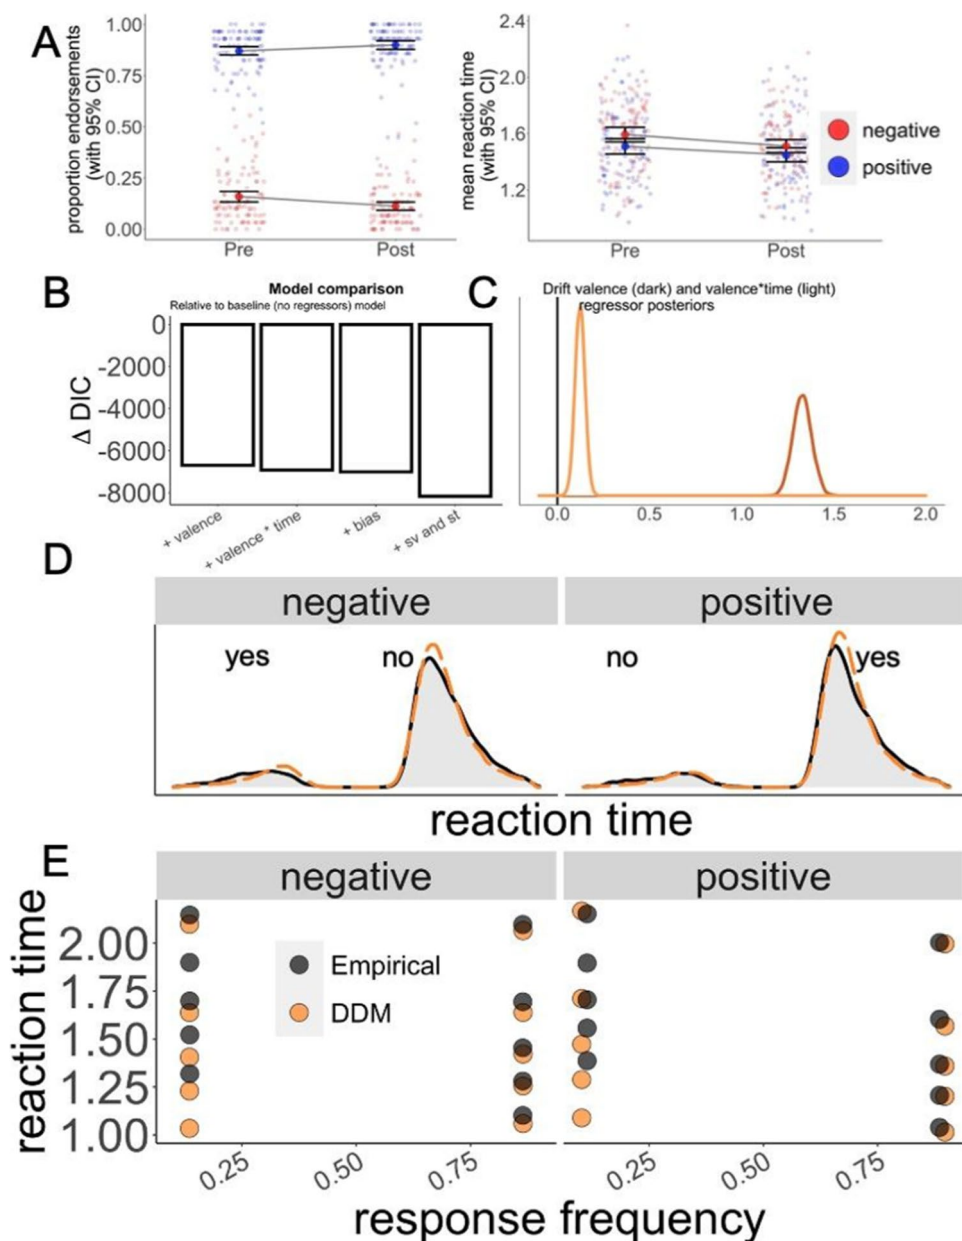 A
proportion endorsements
(with 95% CI)
1.00
0.75
0.50
0.25
0.00
Pre
Post
mean reaction time
(with 95% CI)
2.4
2.0
1.6
1.2
Pre
Post
negative
positive
B
Model comparison
Relative to baseline (no regressors) model
Δ DIC
0
-2000
-4000
-6000
-8000
+ valence
+ valence * time
+ bias
+ sv and st
C
Drift valence (dark) and valence*time (light)
regressor posteriors
0.0
0.5
1.0
1.5
2.0
D
negative
positive
yes
no
no
yes
reaction time
E
negative
positive
reaction time
2.00
1.75
1.50
1.25
1.00
Empirical
DDM
0.25
0.50
0.75
0.25
0.50
0.75
response frequency